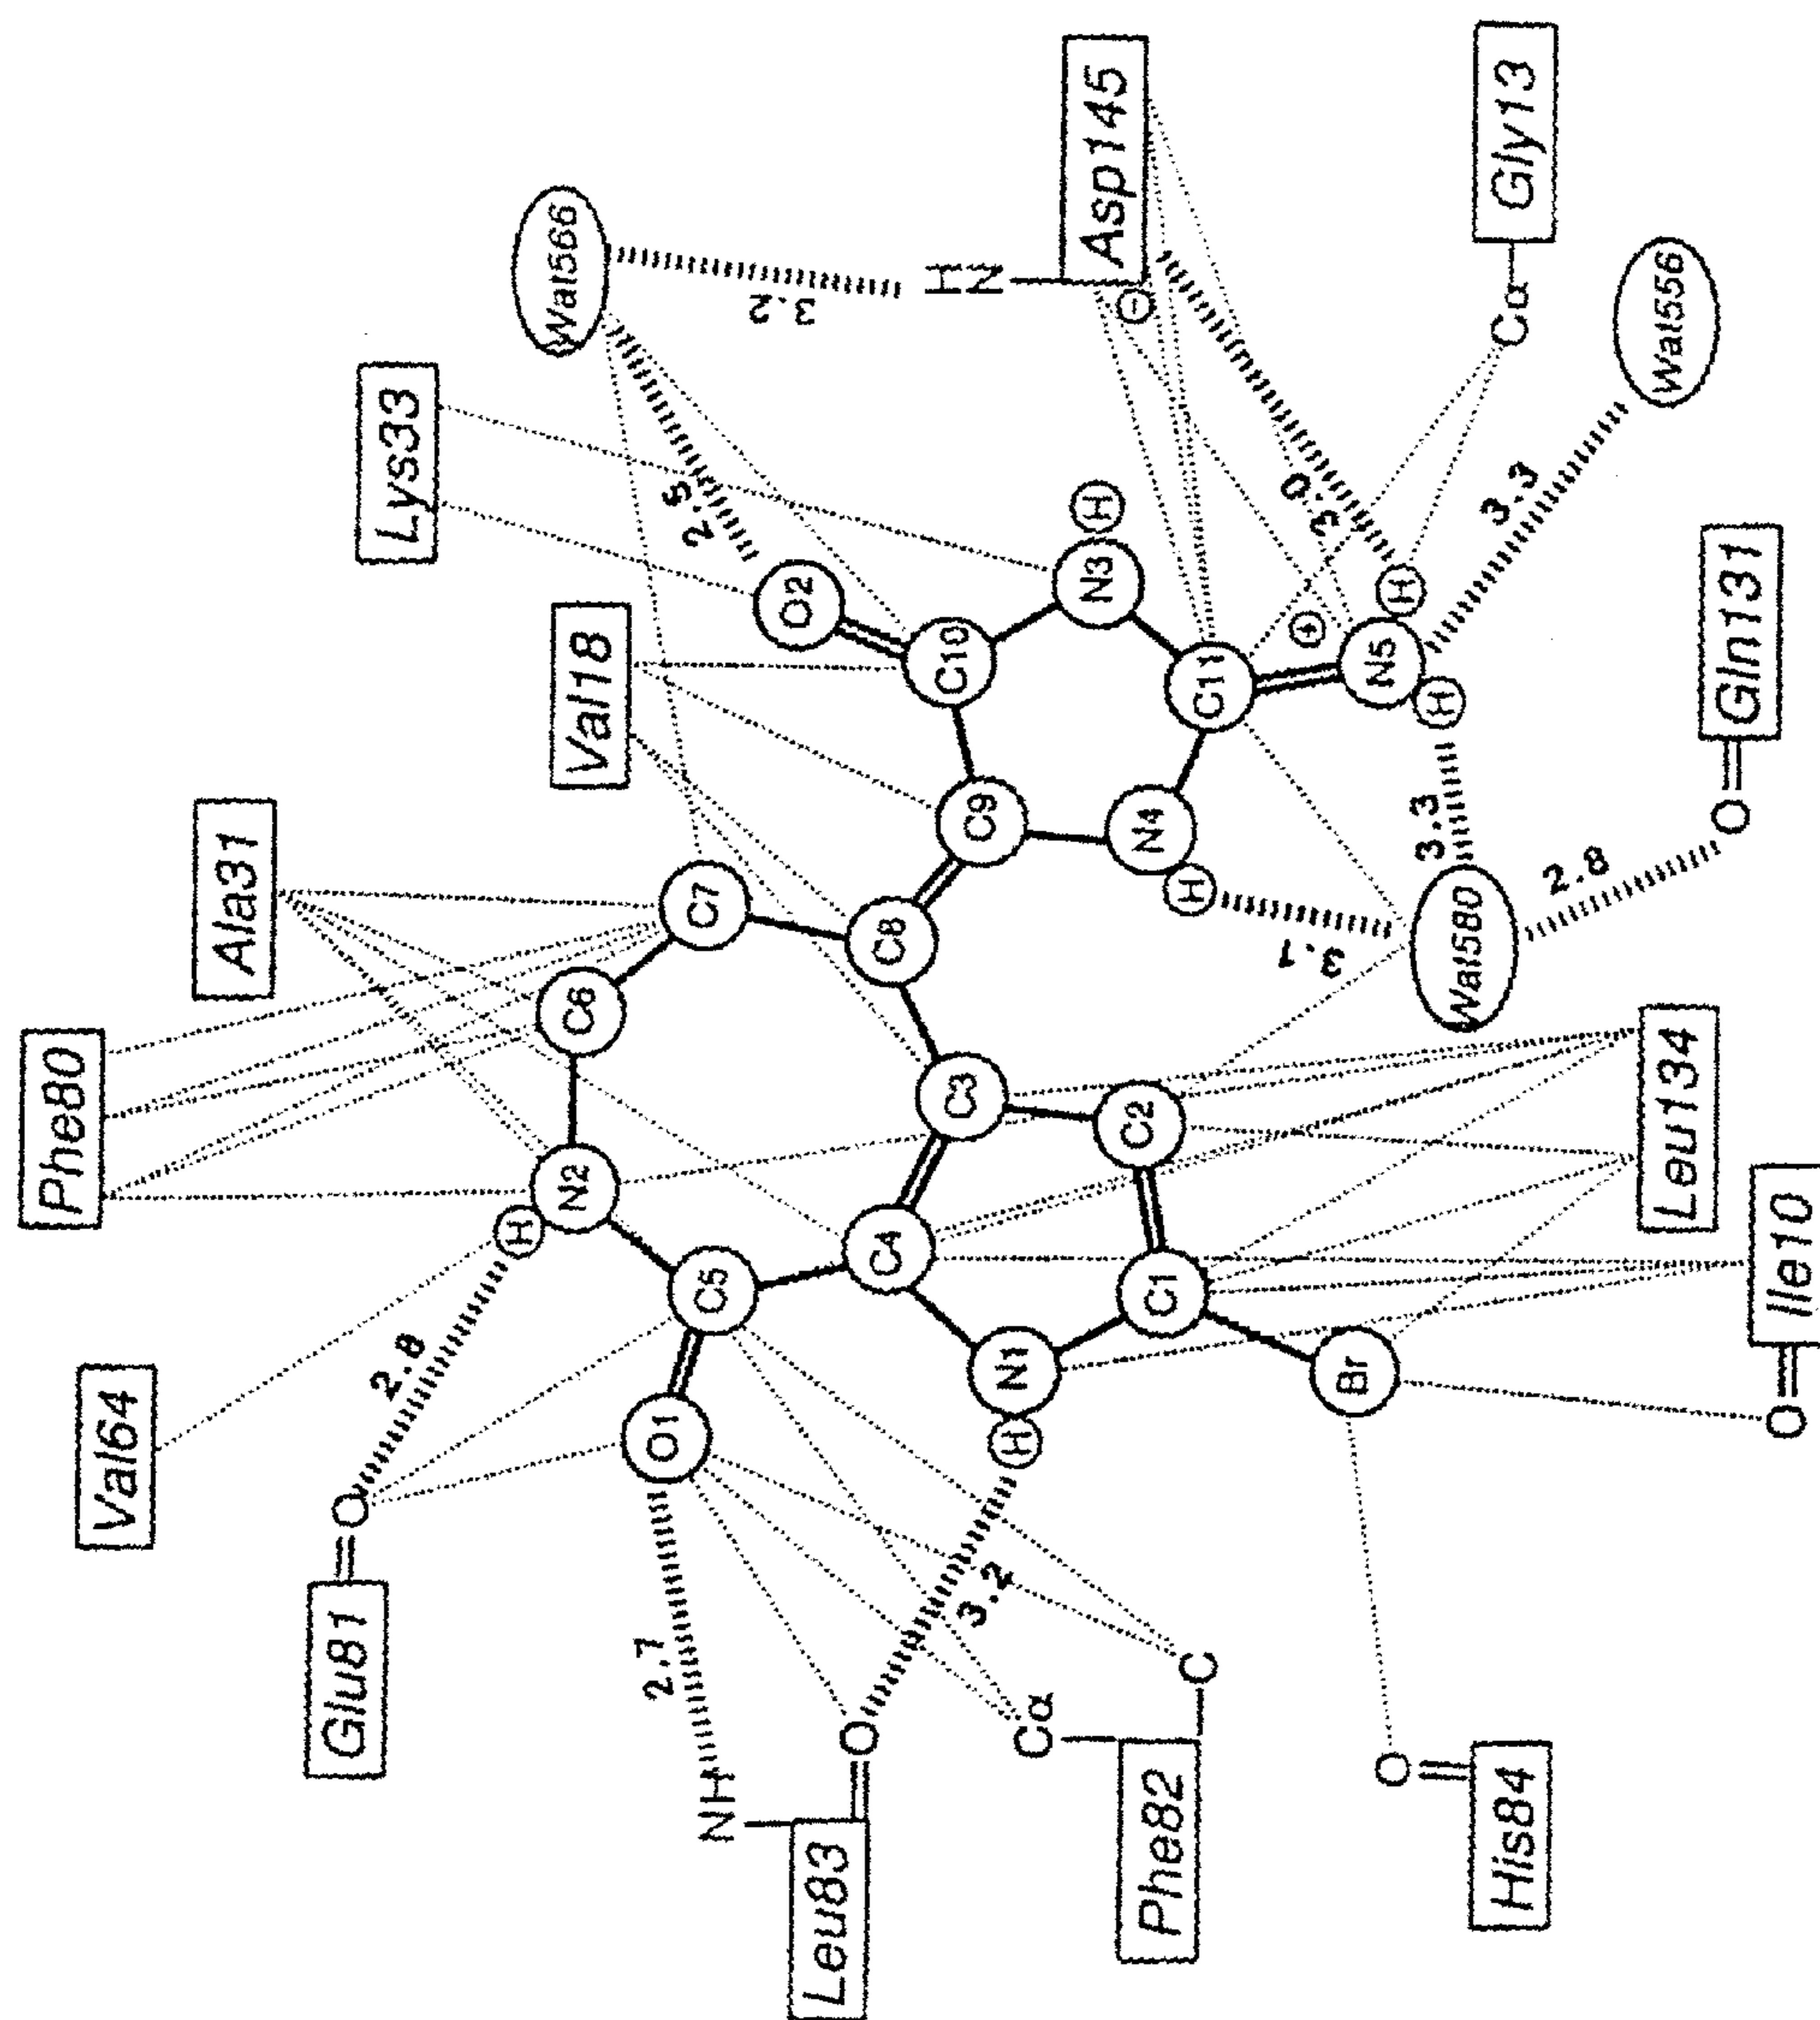 Phe80
Ala31
Val18
Lys33
Wat566
Val64
Glu81
=O
2.8
H
N2
C6
C7
2.5
3.2
HN
Asp145
⊖
O2
C10
N3
H
O1
C5
C4
C3
C8
C9
N4
H
C11
⊕
3.0
N5
H
H
2.7
NH
Leu83
O
3.2
H
N1
C1
C2
Br
3.1
3.3
3.3
Wat580
2.8
Wat556
Cα
Gly13
O
Gln131
Cα
C
Phe82
O
His84
Leu134
Ile10
O